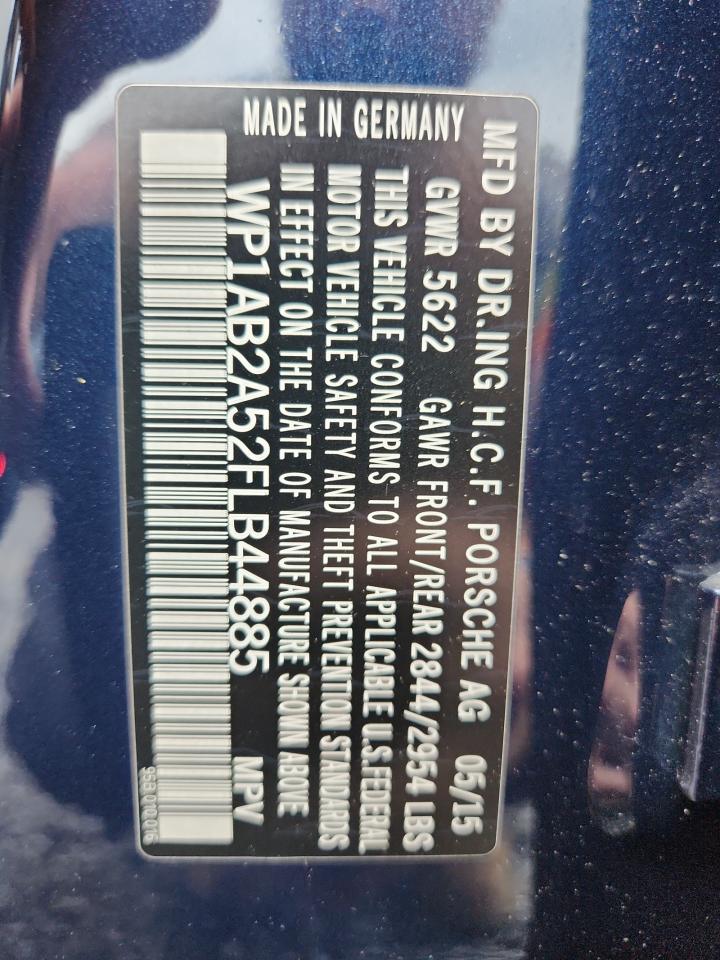 MFD BY DR.ING H.C.F. PORSCHE AG 05/15
GVWR 5622 GAWR FRONT/REAR 2844/2954 LBS
THIS VEHICLE CONFORMS TO ALL APPLICABLE U.S.FEDERAL
MOTOR VEHICLE SAFETY AND THEFT PREVENTION STANDARDS
IN EFFECT ON THE DATE OF MANUFACTURE SHOWN ABOVE
MADE IN GERMANY
WP1AB2A52FLB44885 MPV